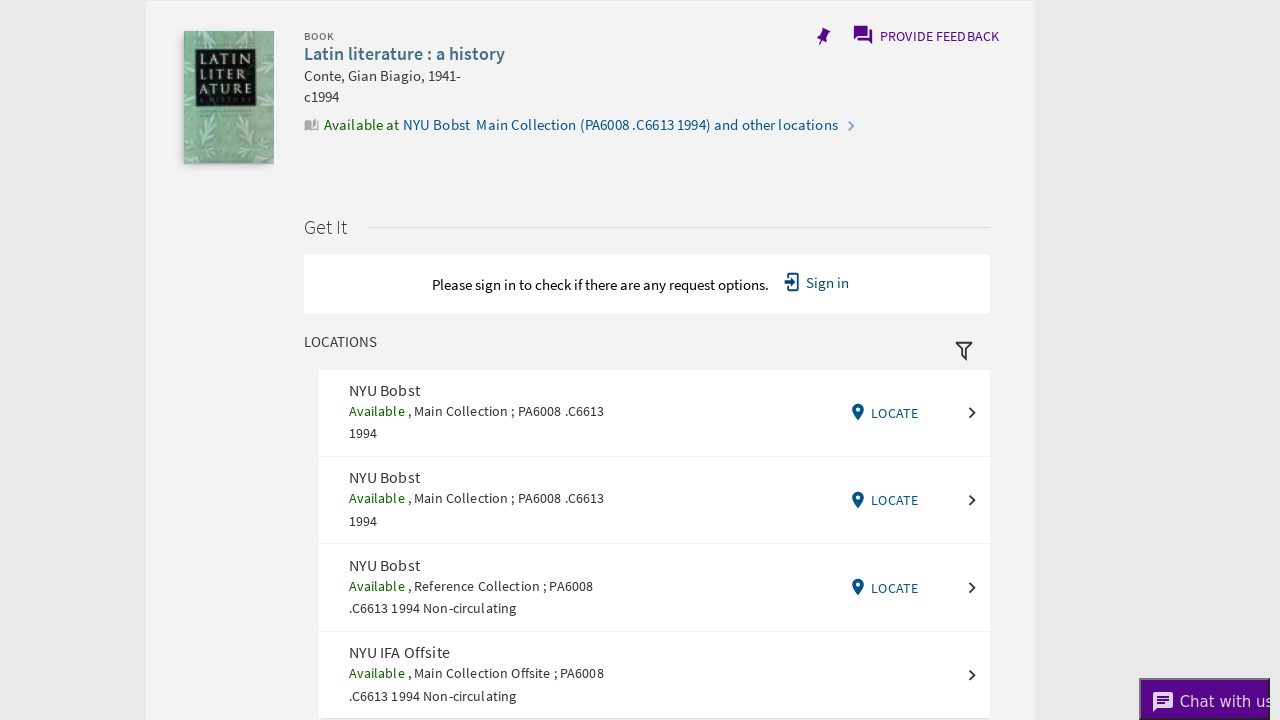 LATIN
LITER
ATURE
A HISTORY
BOOK
PROVIDE FEEDBACK
Latin literature : a history
Conte, Gian Biagio, 1941-
c1994
Available at NYU Bobst Main Collection (PA6008 .C6613 1994) and other locations
Get It
Please sign in to check if there are any request options. Sign in
LOCATIONS
NYU Bobst
Available , Main Collection ; PA6008 .C6613
1994
LOCATE
NYU Bobst
Available , Main Collection ; PA6008 .C6613
1994
LOCATE
NYU Bobst
Available , Reference Collection ; PA6008
.C6613 1994 Non-circulating
LOCATE
NYU IFA Offsite
Available , Main Collection Offsite ; PA6008
.C6613 1994 Non-circulating
Chat with us